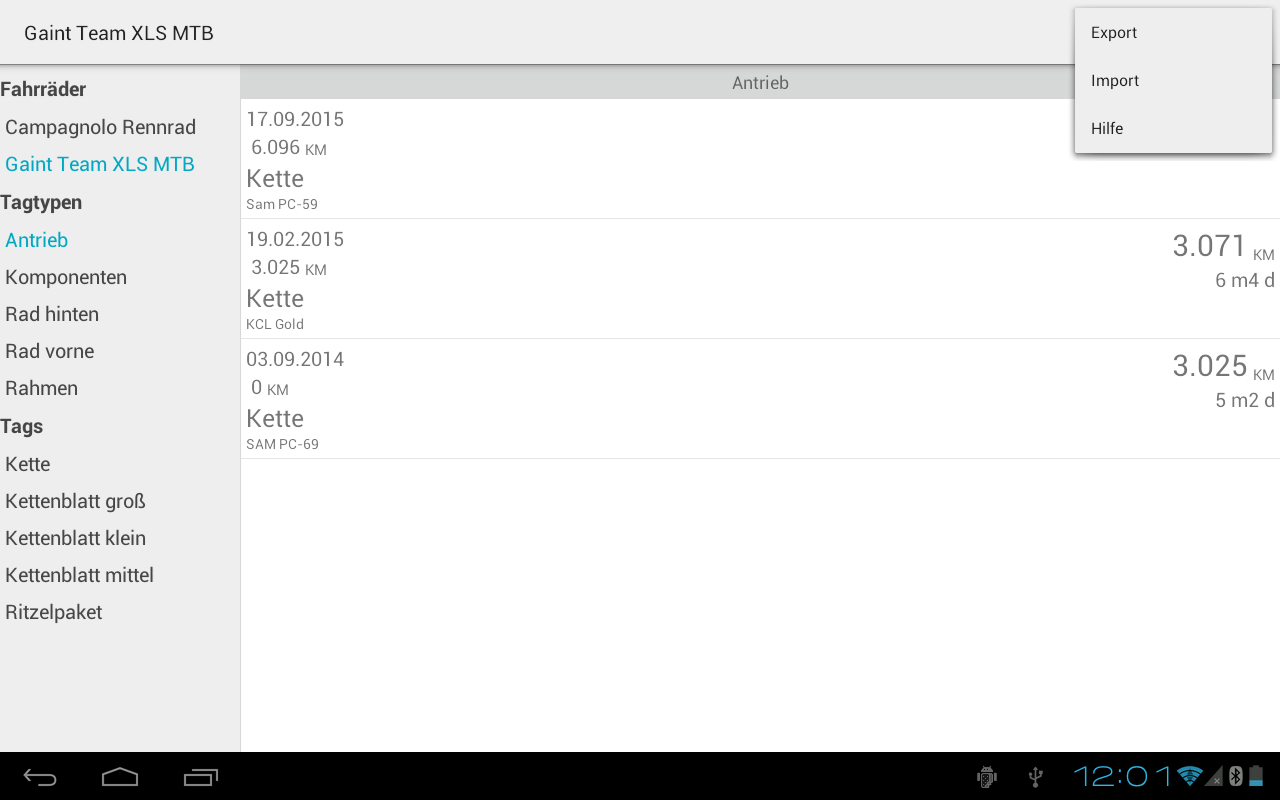 Gaint Team XLS MTB
Export
Import
Hilfe
Fahrräder
Campagnolo Rennrad
Gaint Team XLS MTB
Tagtypen
Antrieb
Komponenten
Rad hinten
Rad vorne
Rahmen
Tags
Kette
Kettenblatt groß
Kettenblatt klein
Kettenblatt mittel
Ritzelpaket
Antrieb
17.09.2015
6.096 KM
Kette
Sam PC-59
19.02.2015
3.025 KM
Kette
KCL Gold
3.071 KM
6 m4 d
03.09.2014
0 KM
Kette
SAM PC-69
3.025 KM
5 m2 d
12:01